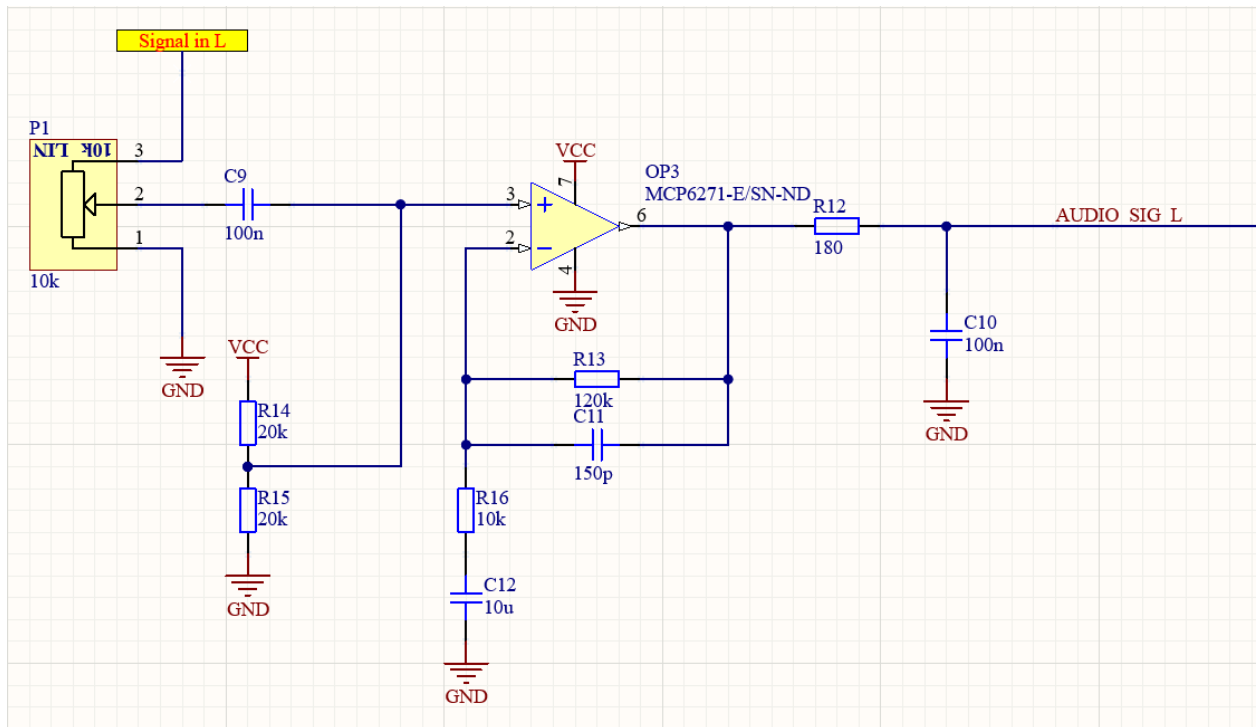 Signal in L
P1
10k LIN
3
2
1
10k
C9
100n
VCC
7
OP3
MCP6271-E/SN-ND
3
2
6
4
GND
R12
180
AUDIO_SIG_L
C10
100n
GND
GND
VCC
R14
20k
R15
20k
GND
R13
120k
C11
150p
R16
10k
C12
10u
GND